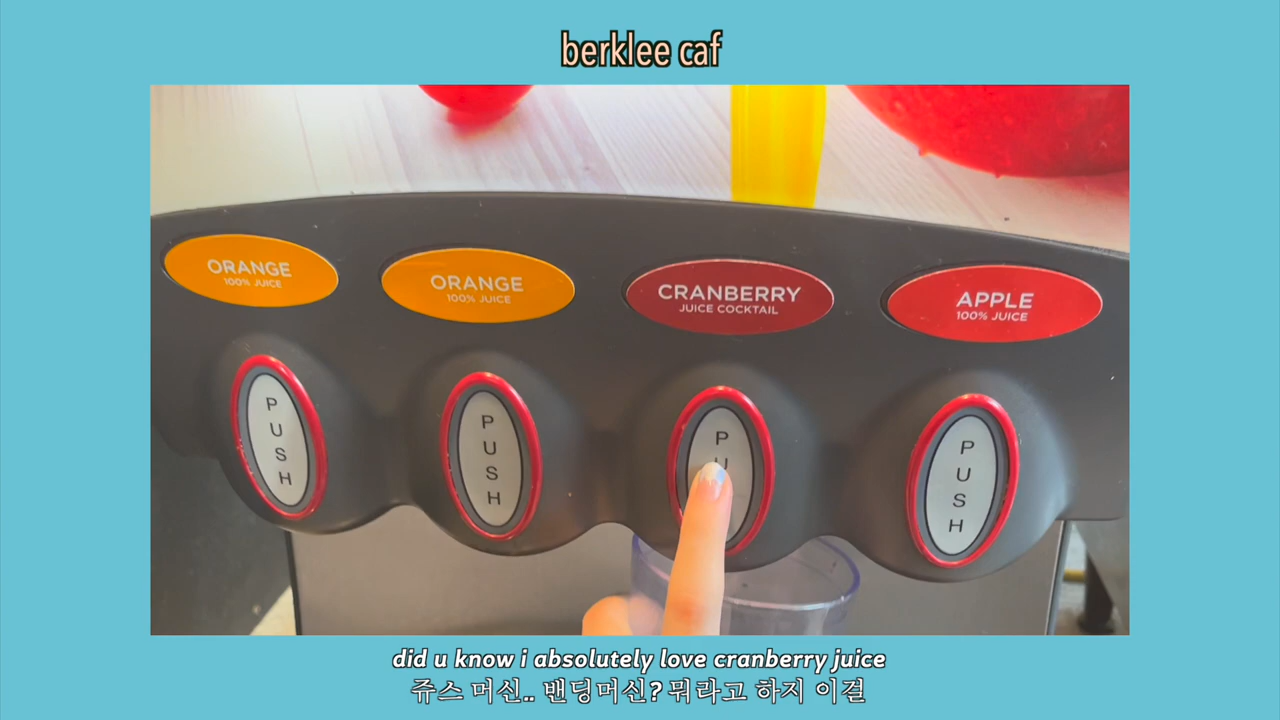 berklee caf
ORANGE
100% JUICE
ORANGE
100% JUICE
CRANBERRY
JUICE COCKTAIL
APPLE
100% JUICE
PUSH
PUSH
PU
PUSH
did u know i absolutely love cranberry juice
쥬스 머신.. 밴딩머신? 뭐라고 하지 이걸